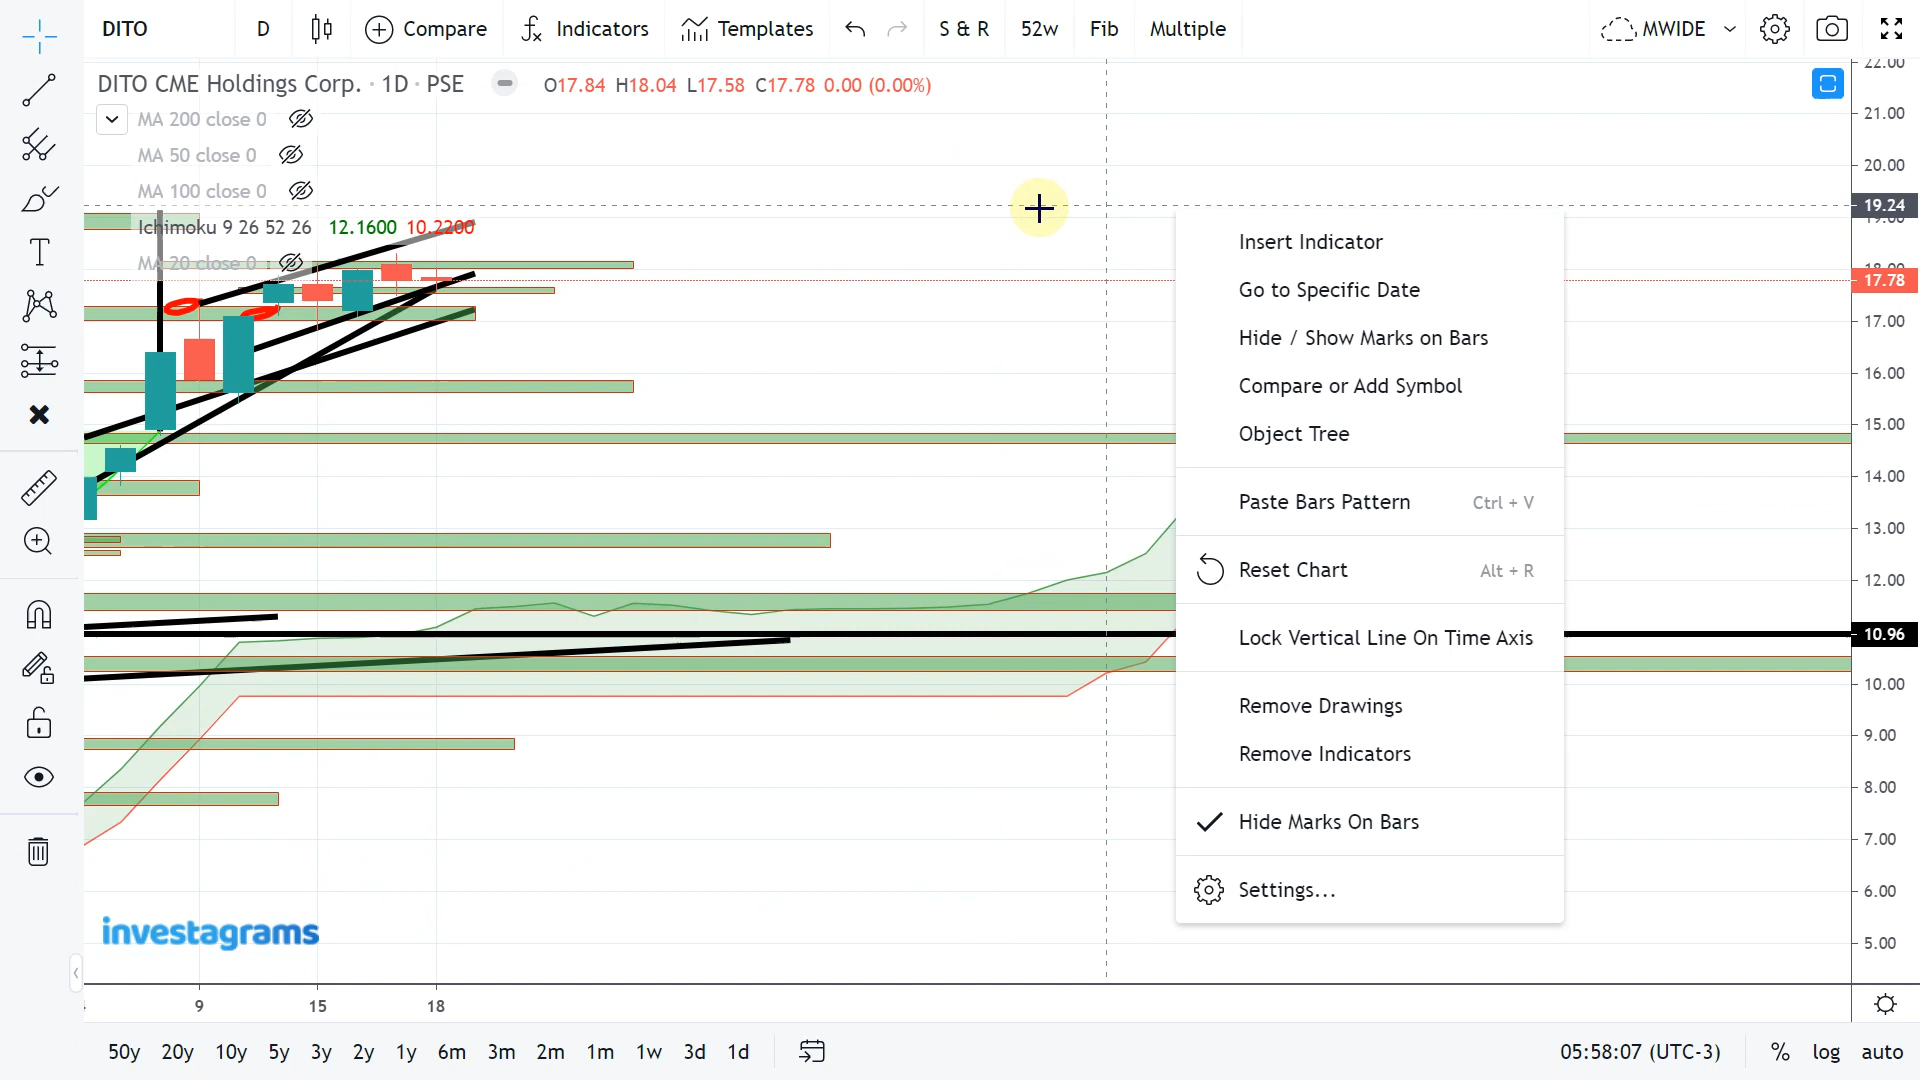 DITO D Compare Indicators Templates S & R 52w Fib Multiple MWIDE
DITO CME Holdings Corp. · 1D · PSE O17.84 H18.04 L17.58 C17.78 0.00 (0.00%)
MA 200 close 0
MA 50 close 0
MA 100 close 0
Ichimoku 9 26 52 26 12.1600 10.2200
MA 20 close 0
22.00
21.00
20.00
19.24
19.00
18.00
17.78
17.00
16.00
15.00
14.00
13.00
12.00
10.96
10.00
9.00
8.00
7.00
6.00
5.00
Insert Indicator
Go to Specific Date
Hide / Show Marks on Bars
Compare or Add Symbol
Object Tree
Paste Bars Pattern Ctrl + V
Reset Chart Alt + R
Lock Vertical Line On Time Axis
Remove Drawings
Remove Indicators
Hide Marks On Bars
Settings...
investagrams
9 15 18
50y 20y 10y 5y 3y 2y 1y 6m 3m 2m 1m 1w 3d 1d 05:58:07 (UTC-3) % log auto